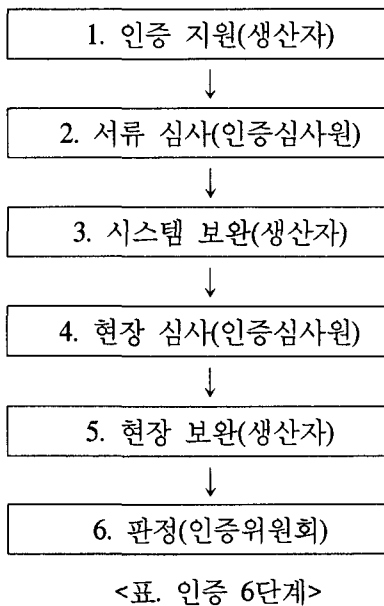 1. 인증 지원(생산자)
↓
2. 서류 심사(인증심사원)
↓
3. 시스템 보완(생산자)
↓
4. 현장 심사(인증심사원)
↓
5. 현장 보완(생산자)
↓
6. 판정(인증위원회)
<표. 인증 6단계>